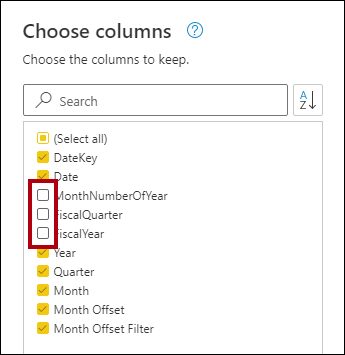 Choose columns
Choose the columns to keep.
Search
A
Z
(Select all)
DateKey
Date
MonthNumberOfYear
FiscalQuarter
FiscalYear
Year
Quarter
Month
Month Offset
Month Offset Filter